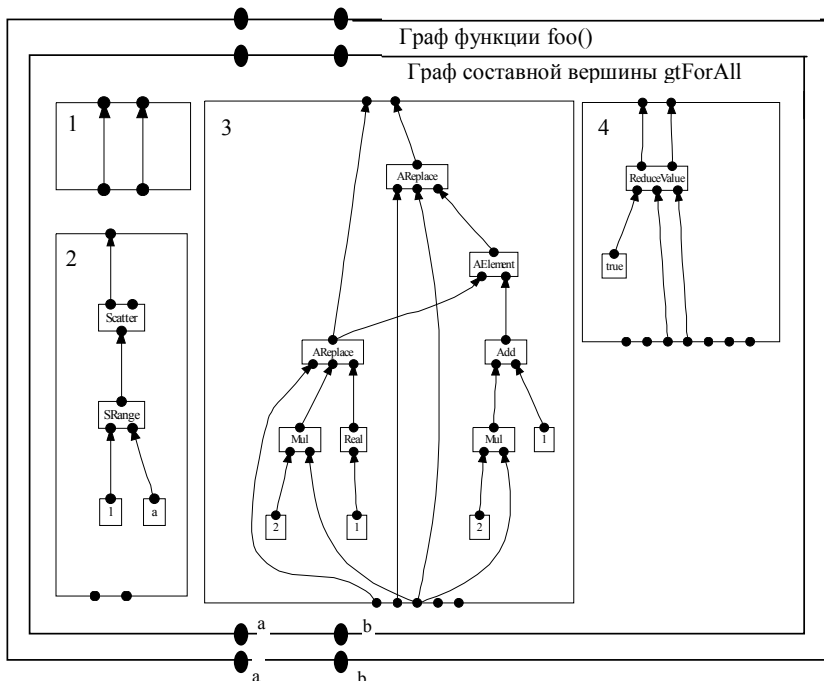 Граф функции foo()
Граф составной вершины gtForAll
1
3
4
AReplace
ReduceValue
2
AElement
true
Scatter
AReplace
Add
SRange
Mul
Real
Mul
1
1
a
2
1
2
a
b
a
b